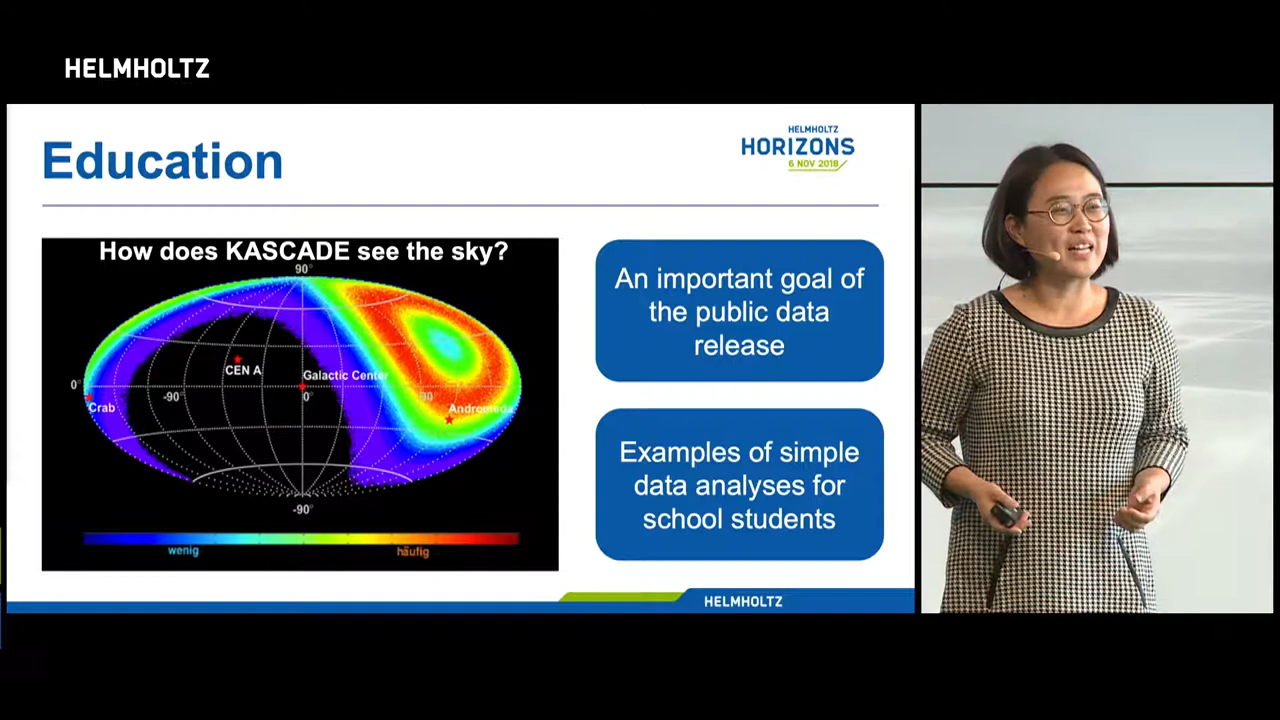 HELMHOLTZ
Education
HELMHOLTZ
HORIZONS
6 NOV 2018
How does KASCADE see the sky?
90°
CEN A
Galactic Center
0°
-90°
0°
90°
Crab
Andromeda
-90°
wenig
häufig
An important goal of
the public data
release
Examples of simple
data analyses for
school students
HELMHOLTZ